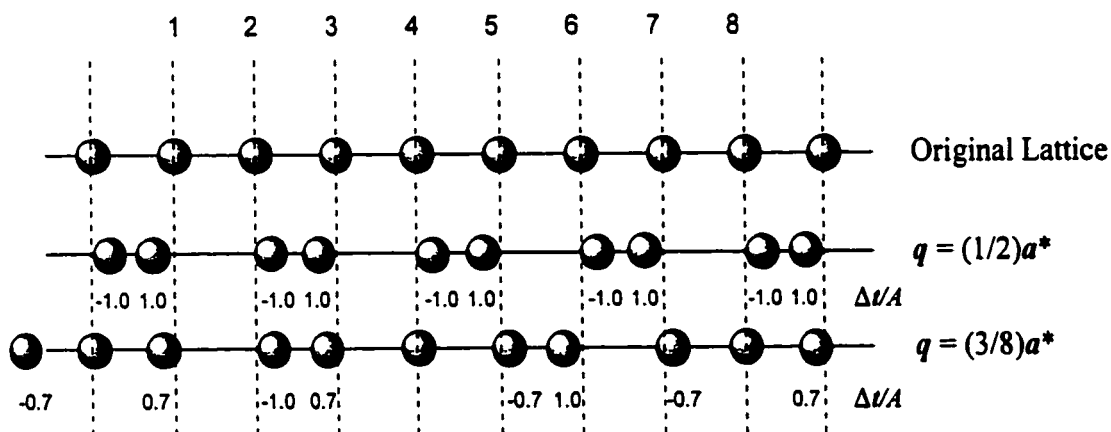 1 2 3 4 5 6 7 8
Original Lattice
q = (1/2)a*
-1.0 1.0 -1.0 1.0 -1.0 1.0 -1.0 1.0 -1.0 1.0 Δt/A
q = (3/8)a*
-0.7 0.7 -1.0 0.7 -0.7 1.0 -0.7 0.7 Δt/A